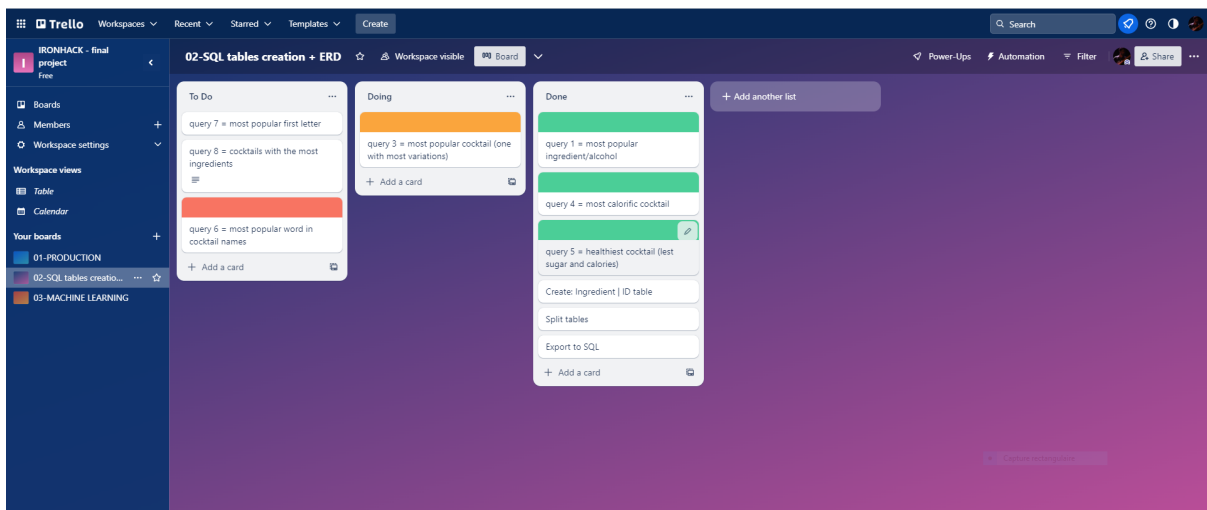 Trello Workspaces Recent Starred Templates Create Search
IRONHACK - final project
Free
Boards
Members
Workspace settings
Workspace views
Table
Calendar
Your boards
01-PRODUCTION
02-SQL tables creatio...
03-MACHINE LEARNING
02-SQL tables creation + ERD Workspace visible Board Power-Ups Automation Filter Share
To Do
query 7 = most popular first letter
query 8 = cocktails with the most
ingredients
query 6 = most popular word in
cocktail names
+ Add a card
Doing
query 3 = most popular cocktail (one
with most variations)
+ Add a card
Done
query 1 = most popular
ingredient/alcohol
query 4 = most calorific cocktail
query 5 = healthiest cocktail (lest
sugar and calories)
Create: Ingredient | ID table
Split tables
Export to SQL
+ Add a card
+ Add another list